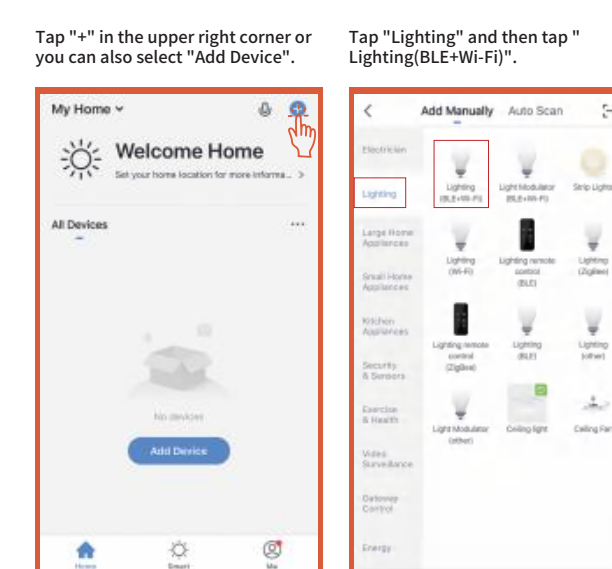 Tap "+" in the upper right corner or
you can also select "Add Device".
Tap "Lighting" and then tap "
Lighting(BLE+Wi-Fi)".
My Home
Welcome Home
Set your home location for more informa... >
All Devices
...
No devices
Add Device
Home
Smart
Me
Add Manually
Auto Scan
Electrician
Lighting
Large Home
Appliances
Small Home
Appliances
Kitchen
Appliances
Security
& Sensors
Exercise
& Health
Video
Surveillance
Gateway
Control
Energy
Lighting
(BLE+Wi-Fi)
Light Modulator
(BLE+Wi-Fi)
Strip Lights
Lighting
(Wi-Fi)
Lighting remote
control
(BLE)
Lighting
(ZigBee)
Lighting remote
control
(ZigBee)
Lighting
(BLE)
Lighting
(other)
Light Modulator
(other)
Ceiling light
Ceiling Fan